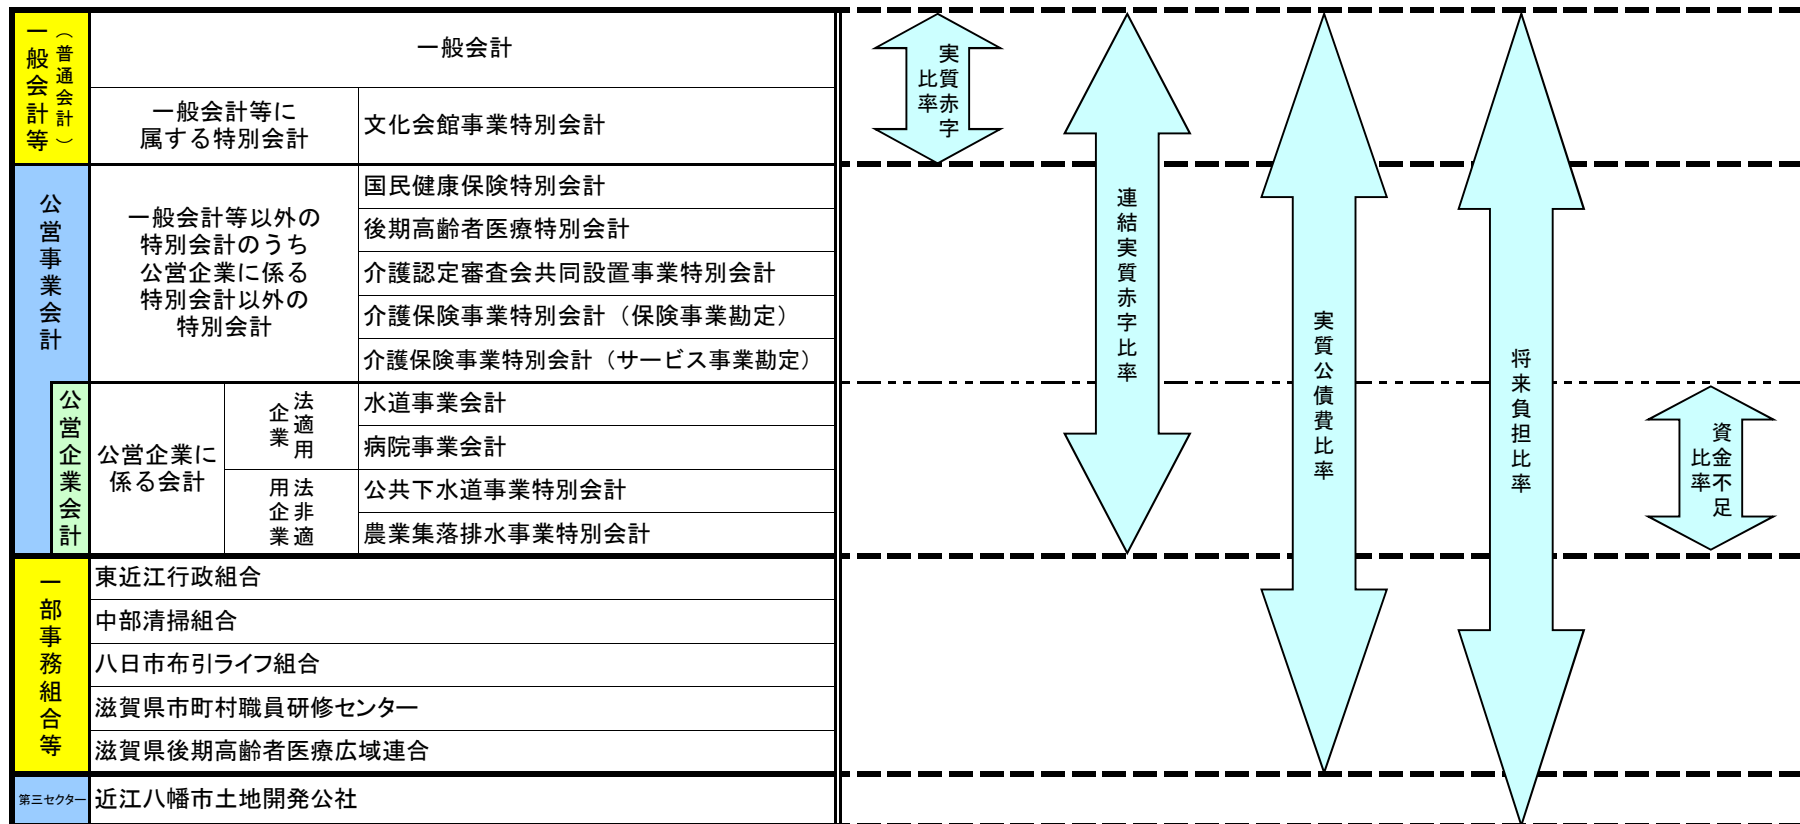 一般会計等
（普通会計）
一般会計
一般会計等に
属する特別会計
文化会館事業特別会計
公営事業会計
一般会計等以外の
特別会計のうち
公営企業に係る
特別会計以外の
特別会計
国民健康保険特別会計
後期高齢者医療特別会計
介護認定審査会共同設置事業特別会計
介護保険事業特別会計（保険事業勘定）
介護保険事業特別会計（サービス事業勘定）
公営企業会計
公営企業に
係る会計
法適用
企業
水道事業会計
病院事業会計
法非適
用企業
公共下水道事業特別会計
農業集落排水事業特別会計
一部事務組合等
東近江行政組合
中部清掃組合
八日市布引ライフ組合
滋賀県市町村職員研修センター
滋賀県後期高齢者医療広域連合
第三セクター
近江八幡市土地開発公社
実質赤字
比率
連結実質赤字比率
実質公債費比率
将来負担比率
資金不足
比率